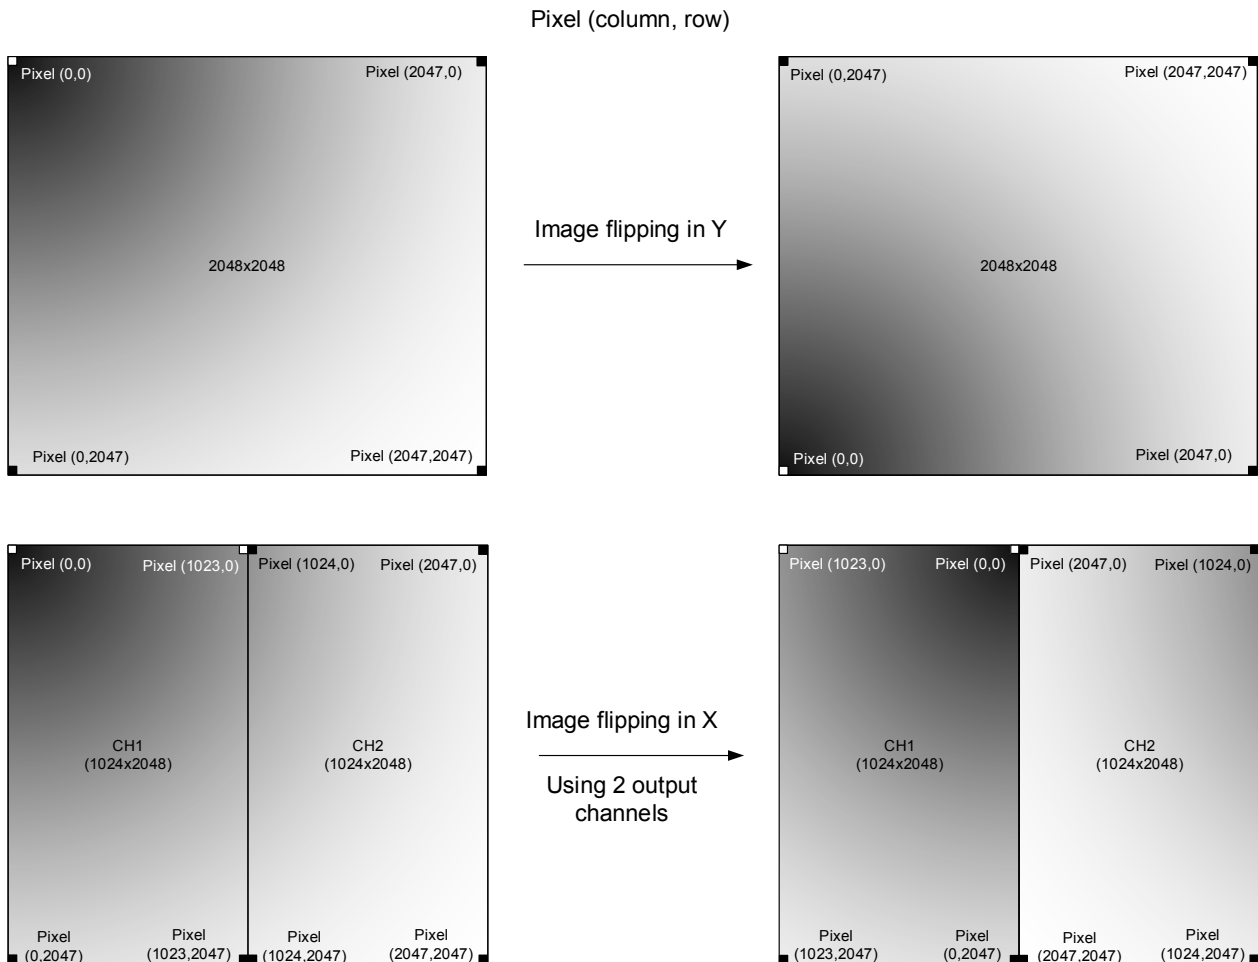 Pixel (column, row)
Pixel (0,0)
Pixel (2047,0)
2048x2048
Pixel (0,2047)
Pixel (2047,2047)
Image flipping in Y
Pixel (0,2047)
Pixel (2047,2047)
2048x2048
Pixel (0,0)
Pixel (2047,0)
Pixel (0,0)
Pixel (1023,0)
Pixel (1024,0)
Pixel (2047,0)
CH1
(1024x2048)
CH2
(1024x2048)
Pixel
(0,2047)
Pixel
(1023,2047)
Pixel
(1024,2047)
Pixel
(2047,2047)
Image flipping in X
Using 2 output
channels
Pixel (1023,0)
Pixel (0,0)
Pixel (2047,0)
Pixel (1024,0)
CH1
(1024x2048)
CH2
(1024x2048)
Pixel
(1023,2047)
Pixel
(0,2047)
Pixel
(2047,2047)
Pixel
(1024,2047)